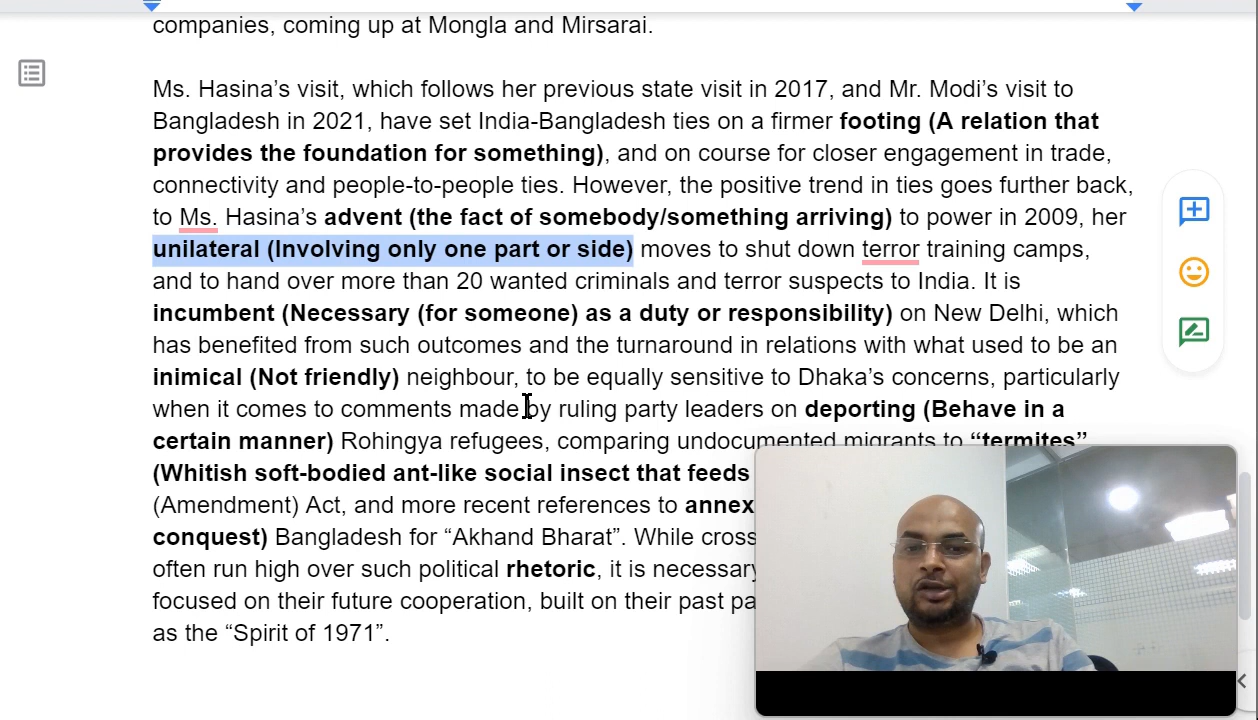 companies, coming up at Mongla and Mirsarai.
Ms. Hasina’s visit, which follows her previous state visit in 2017, and Mr. Modi’s visit to
Bangladesh in 2021, have set India-Bangladesh ties on a firmer footing (A relation that
provides the foundation for something), and on course for closer engagement in trade,
connectivity and people-to-people ties. However, the positive trend in ties goes further back,
to Ms. Hasina’s advent (the fact of somebody/something arriving) to power in 2009, her
unilateral (Involving only one part or side) moves to shut down terror training camps,
and to hand over more than 20 wanted criminals and terror suspects to India. It is
incumbent (Necessary (for someone) as a duty or responsibility) on New Delhi, which
has benefited from such outcomes and the turnaround in relations with what used to be an
inimical (Not friendly) neighbour, to be equally sensitive to Dhaka’s concerns, particularly
when it comes to comments made by ruling party leaders on deporting (Behave in a
certain manner) Rohingya refugees, comparing undocumented migrants to “termites”
(Whitish soft-bodied ant-like social insect that feeds
(Amendment) Act, and more recent references to annex
conquest) Bangladesh for “Akhand Bharat”. While cross
often run high over such political rhetoric, it is necessary
focused on their future cooperation, built on their past pa
as the “Spirit of 1971”.